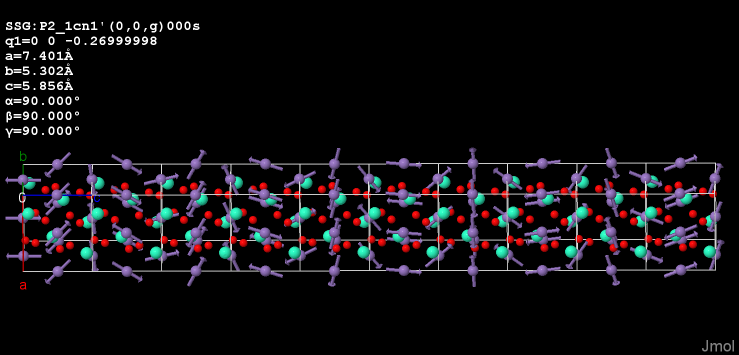 SSG:P2_1cn1'(0,0,g)000s
q1=0 0 -0.26999998
a=7.401Å
b=5.302Å
c=5.856Å
α=90.000°
β=90.000°
γ=90.000°
b
0
a
Jmol